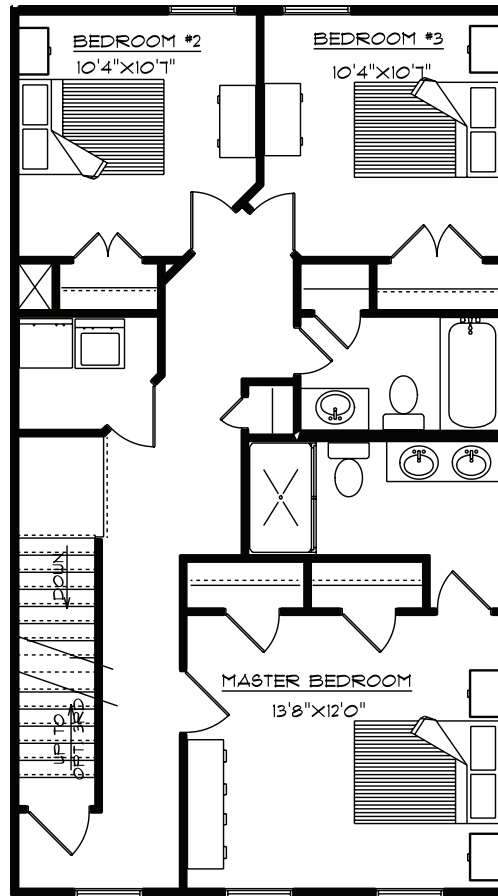 BEDROOM #2
10'4"X10'7"
BEDROOM #3
10'4"X10'7"
DOWN
UP TO
OPT. 3RD
MASTER BEDROOM
13'8"X12'0"